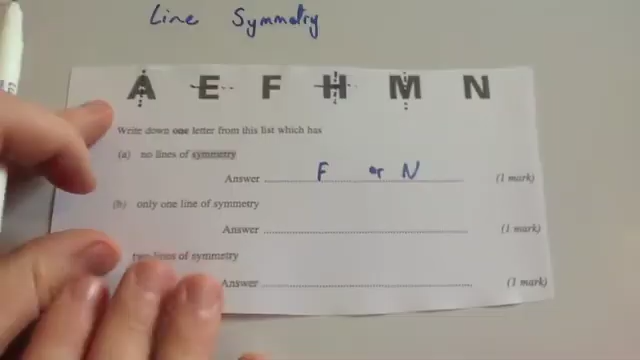 Line Symmetry
A E F H M N
Write down one letter from this list which has
(a) no lines of symmetry
Answer F or N (1 mark)
(b) only one line of symmetry
Answer (1 mark)
two lines of symmetry
Answer (1 mark)